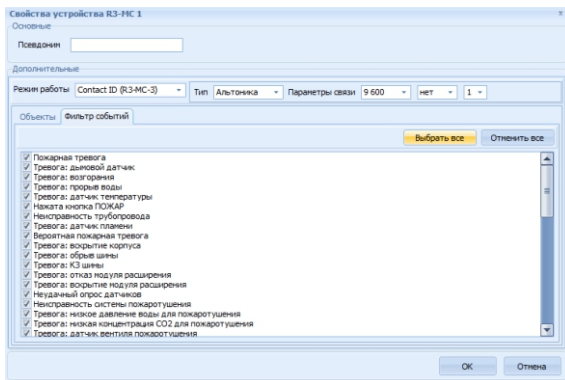 Свойства устройства R3-МС 1
Основные
Псевдоним
Дополнительные
Режим работы Contact ID (R3-МС-3) Тип Альтоника Параметры связи 9 600 нет 1
Объекты Фильтр событий
Выбрать все Отменить все
Пожарная тревога
Тревога: дымовой датчик
Тревога: возгорания
Тревога: прорыв воды
Тревога: датчик температуры
Нажата кнопка ПОЖАР
Неисправность трубопровода
Тревога: датчик пламени
Вероятная пожарная тревога
Тревога: вскрытие корпуса
Тревога: обрыв шины
Тревога: КЗ шины
Тревога: отказ модуля расширения
Тревога: вскрытие модуля расширения
Неудачный опрос датчиков
Неисправность системы пожаротушения
Тревога: низкое давление воды для пожаротушения
Тревога: низкая концентрация CO2 для пожаротушения
Тревога: датчик вентиля пожаротушения
ОК Отмена